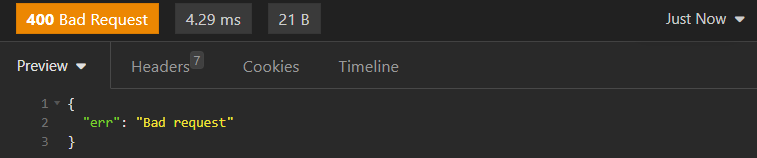 400 Bad Request 4.29 ms 21 B Just Now
Preview Headers 7 Cookies Timeline
1 {
2 "err": "Bad request"
3 }